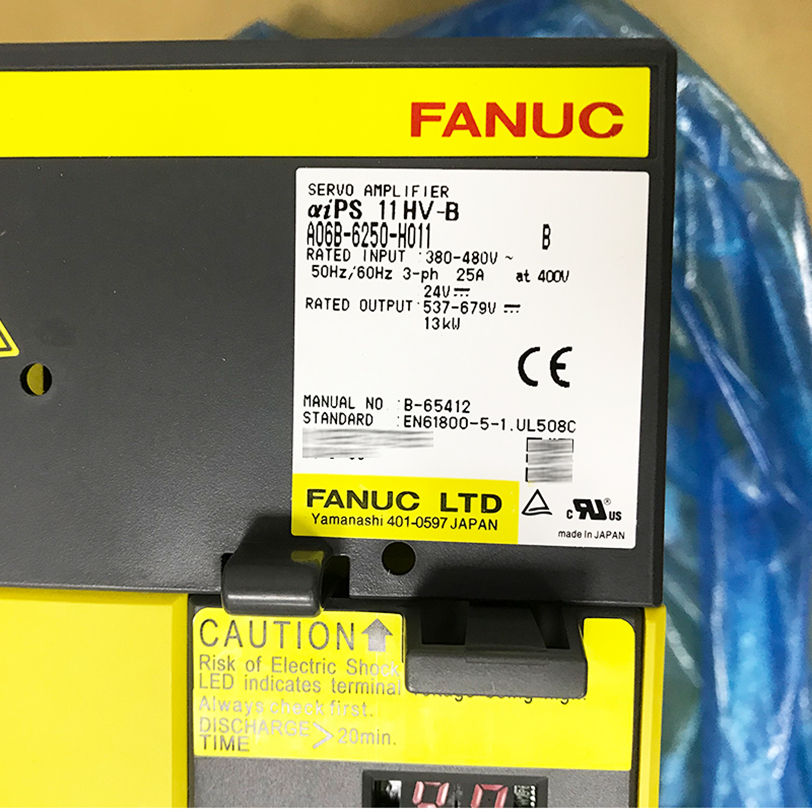 FANUC
SERVO AMPLIFIER
αiPS 11HV-B
A06B-6250-H011 B
RATED INPUT :380-480V ~
50Hz/60Hz 3-ph 25A at 400V
24V
RATED OUTPUT:537-679V
13kW
CE
MANUAL NO :B-65412
STANDARD :EN61800-5-1.UL508C
FANUC LTD
Yamanashi 401-0597 JAPAN
c RU ® US
made in JAPAN
CAUTION
Risk of Electric Shock
LED indicates terminal
Always check first.
DISCHARGE > 20min.
TIME